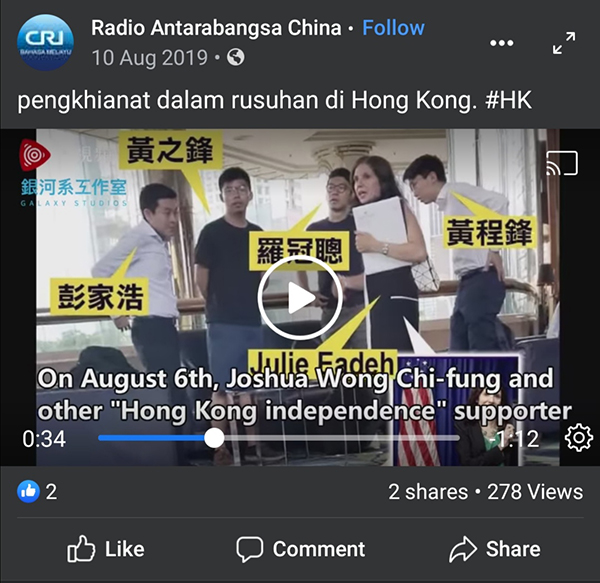 CRI
BAHASA MELAYU
Radio Antarabangsa China • Follow
10 Aug 2019 •
pengkhianat dalam rusuhan di Hong Kong. #HK
黃之鋒
銀河系工作室
GALAXY STUDIOS
羅冠聰
黃程鋒
彭家浩
Julie Eadeh
On August 6th, Joshua Wong Chi-fung and
other "Hong Kong independence" supporter
0:34
-1:12
2
2 shares • 278 Views
Like
Comment
Share